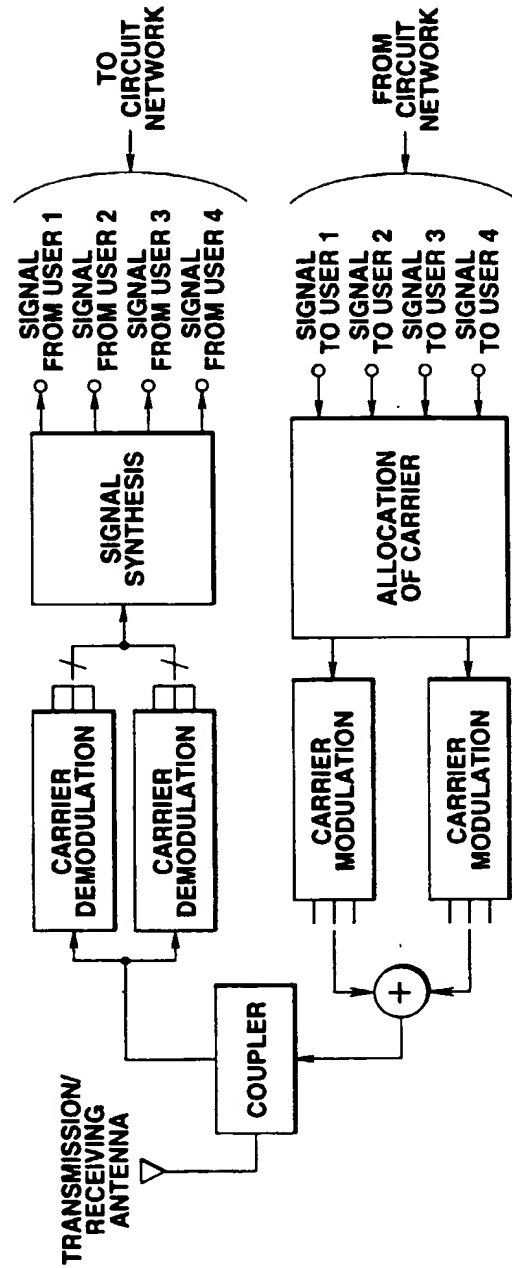 TRANSMISSION/
RECEIVING
ANTENNA
COUPLER
+
CARRIER
DEMODULATION
CARRIER
DEMODULATION
SIGNAL
SYNTHESIS
SIGNAL
FROM USER 1
SIGNAL
FROM USER 2
SIGNAL
FROM USER 3
SIGNAL
FROM USER 4
TO
CIRCUIT
NETWORK
CARRIER
MODULATION
CARRIER
MODULATION
ALLOCATION
OF CARRIER
SIGNAL
TO USER 1
SIGNAL
TO USER 2
SIGNAL
TO USER 3
SIGNAL
TO USER 4
FROM
CIRCUIT
NETWORK